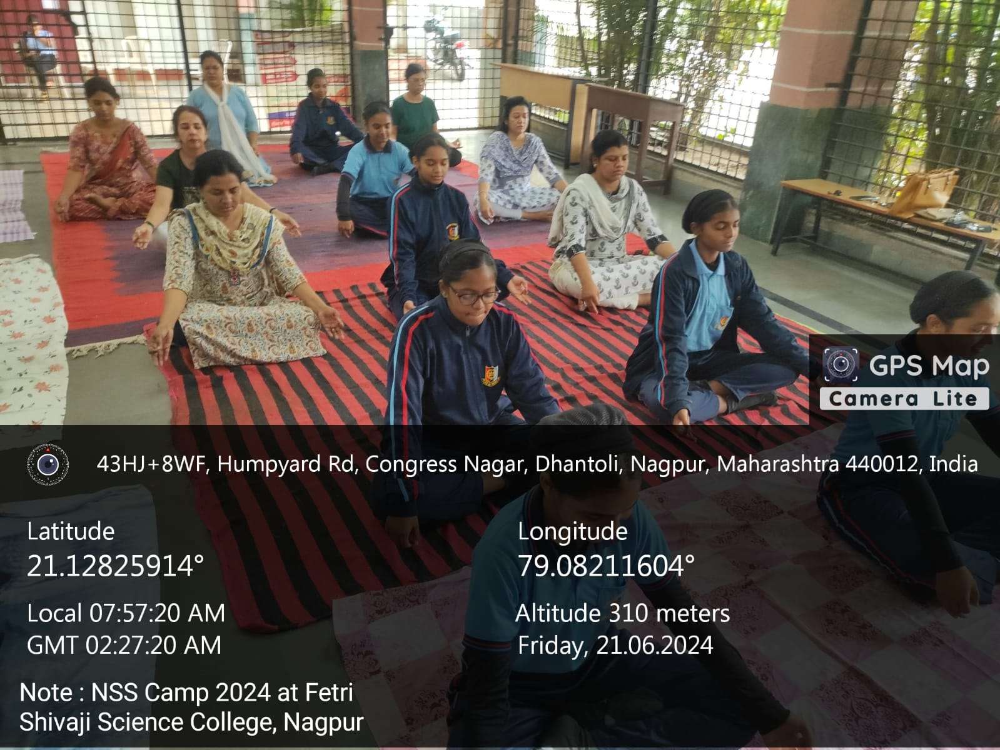 GPS Map
Camera Lite
43HJ+8WF, Humpyard Rd, Congress Nagar, Dhantoli, Nagpur, Maharashtra 440012, India
Latitude
21.12825914°
Longitude
79.08211604°
Local 07:57:20 AM
GMT 02:27:20 AM
Altitude 310 meters
Friday, 21.06.2024
Note : NSS Camp 2024 at Fetri
Shivaji Science College, Nagpur